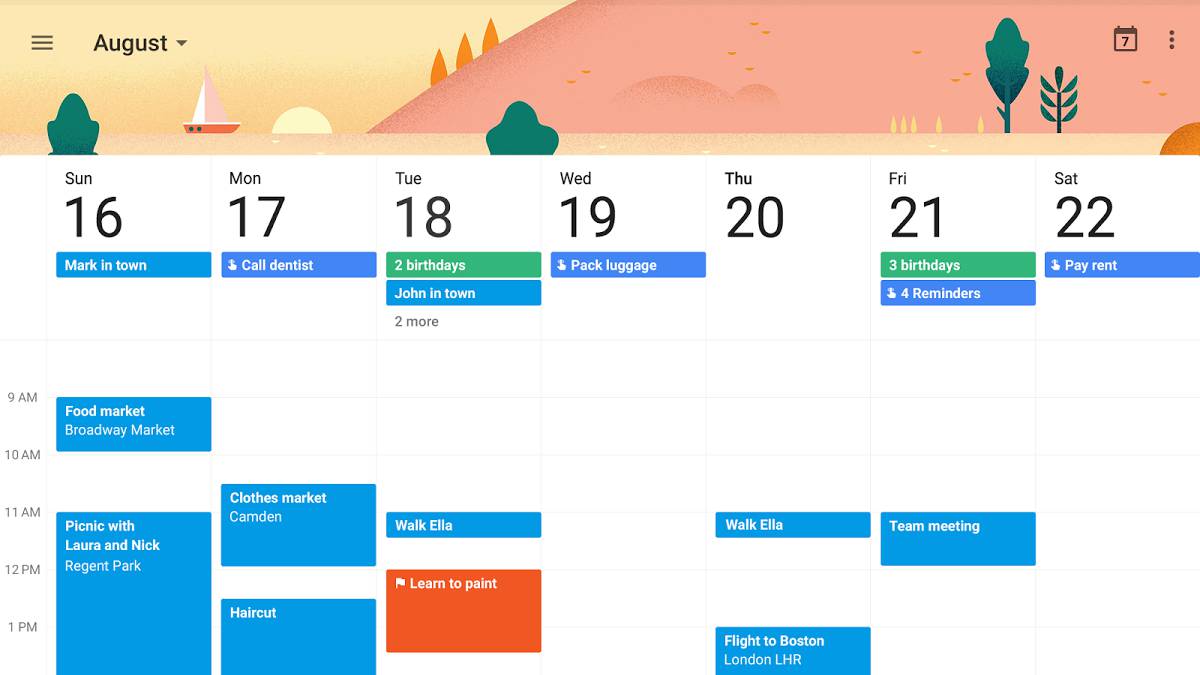 August
7
Sun
16
Mon
17
Tue
18
Wed
19
Thu
20
Fri
21
Sat
22
Mark in town
Call dentist
2 birthdays
Pack luggage
3 birthdays
Pay rent
John in town
4 Reminders
2 more
9 AM
Food market
Broadway Market
10 AM
Clothes market
Camden
11 AM
Picnic with
Laura and Nick
Regent Park
Walk Ella
Walk Ella
Team meeting
12 PM
Learn to paint
Haircut
1 PM
Flight to Boston
London LHR